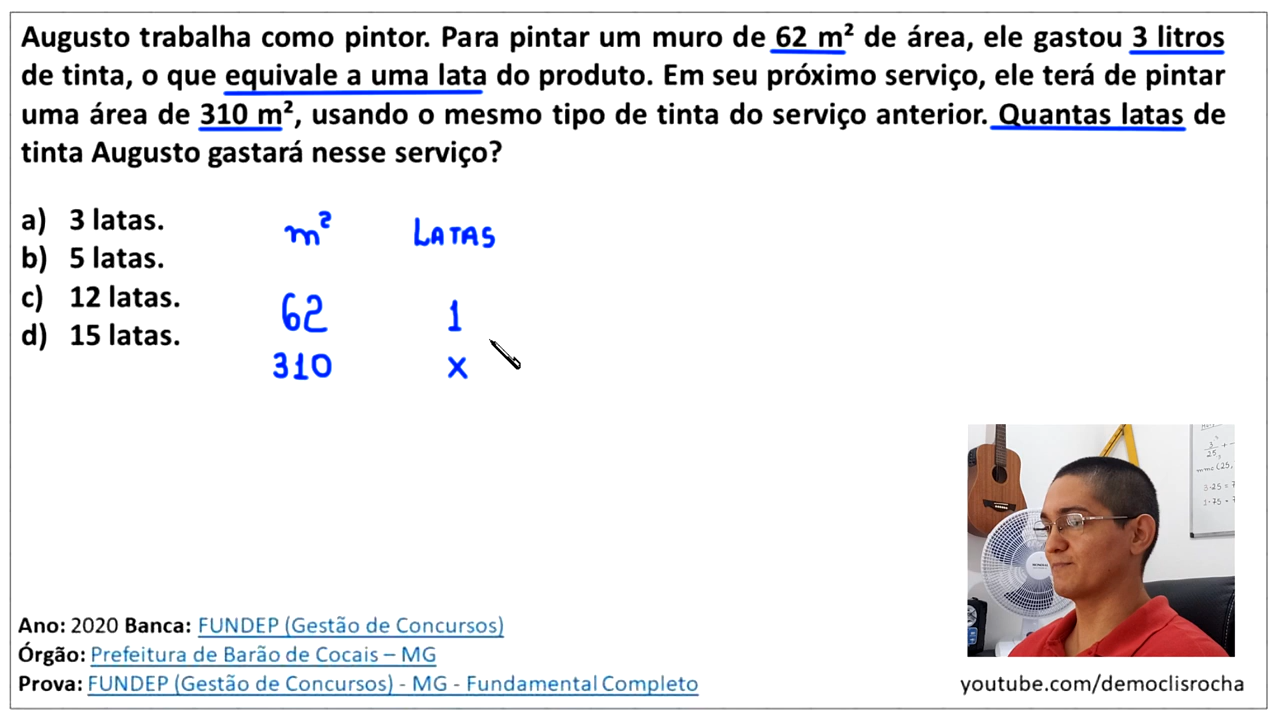 Augusto trabalha como pintor. Para pintar um muro de 62 m² de área, ele gastou 3 litros
de tinta, o que equivale a uma lata do produto. Em seu próximo serviço, ele terá de pintar
uma área de 310 m², usando o mesmo tipo de tinta do serviço anterior. Quantas latas de
tinta Augusto gastará nesse serviço?
a) 3 latas.
b) 5 latas.
c) 12 latas.
d) 15 latas.
m² LATAS
62 1
310 x
Ano: 2020 Banca: FUNDEP (Gestão de Concursos)
Órgão: Prefeitura de Barão de Cocais – MG
Prova: FUNDEP (Gestão de Concursos) - MG - Fundamental Completo
youtube.com/democlisrocha